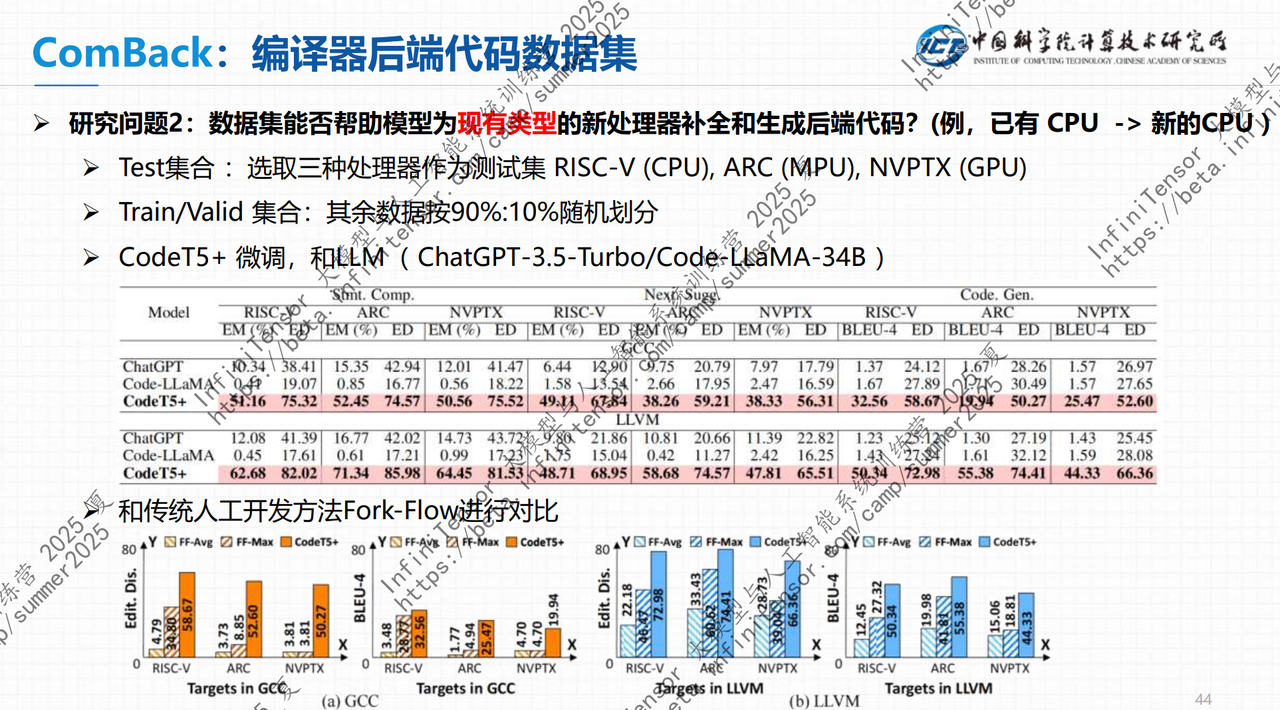 ComBack：编译器后端代码数据集
中国科学院计算技术研究所
INSTITUTE OF COMPUTING TECHNOLOGY, CHINESE ACADEMY OF SCIENCES
➤ 研究问题2：数据集能否帮助模型为现有类型的新处理器补全和生成后端代码？(例，已有 CPU -> 新的CPU )
➤ Test集合 ： 选取三种处理器作为测试集 RISC-V (CPU), ARC (MPU), NVPTX (GPU)
➤ Train/Valid 集合：其余数据按90%:10%随机划分
➤ CodeT5+ 微调，和LLM （ ChatGPT-3.5-Turbo/Code-LLaMA-34B ）
Model Stmt. Comp. Next. Sugg. Code. Gen.
RISC-V ARC NVPTX RISC-V ARC NVPTX RISC-V ARC NVPTX
EM (%) ED EM (%) ED EM (%) ED EM (%) ED EM (%) ED EM (%) ED BLEU-4 ED BLEU-4 ED BLEU-4 ED
GCC
ChatGPT 10.34 38.41 15.35 42.94 12.01 41.47 6.44 12.90 9.75 20.79 7.97 17.79 1.37 24.12 1.67 28.26 1.57 26.97
Code-LLaMA 0.41 19.07 0.85 16.77 0.56 18.22 1.58 13.54 2.66 17.95 2.47 16.59 1.67 27.89 30.49 1.57 27.65
CodeT5+ 51.16 75.32 52.45 74.57 50.56 75.52 49.11 67.84 38.26 59.21 38.33 56.31 32.56 58.67 19.94 50.27 25.47 52.60
LLVM
ChatGPT 12.08 41.39 16.77 42.02 14.73 43.72 9.80 21.86 10.81 20.66 11.39 22.82 1.23 25.12 1.30 27.19 1.43 25.45
Code-LLaMA 0.45 17.61 0.61 17.21 0.99 17.23 1.75 15.04 0.42 11.27 2.42 16.25 1.43 1.61 32.12 1.59 28.08
CodeT5+ 62.68 82.02 71.34 85.98 64.45 81.53 48.71 68.95 58.68 74.57 47.81 65.51 50.34 72.98 55.38 74.41 44.33 66.36
➤ 和传统人工开发方法Fork-Flow进行对比
80 Y FF-Avg FF-Max CodeT5+
Edit. Dis.
4.79 34.80 58.67 3.73 8.85 52.60 3.81 3.81 50.27
0 RISC-V ARC NVPTX X
Targets in GCC
80 Y FF-Avg FF-Max CodeT5+
BLEU-4
3.48 28.77 32.56 1.77 4.94 25.47 4.70 4.70 19.94
0 RISC-V ARC NVPTX X
Targets in GCC
(a) GCC
80 Y FF-Avg FF-Max CodeT5+
Edit. Dis.
22.18 46.47 72.98 33.43 60.62 74.41 28.73 39.04 66.36
0 RISC-V ARC NVPTX X
Targets in LLVM
80 Y FF-Avg FF-Max CodeT5+
BLEU-4
12.45 27.32 50.34 19.98 41.81 55.38 15.06 18.81 44.33
0 RISC-V ARC NVPTX X
Targets in LLVM
(b) LLVM
44
InfiniTensor 大模型与人工智能系统训练营 2025 夏
https://beta.infinitensor.com/camp/summer2025